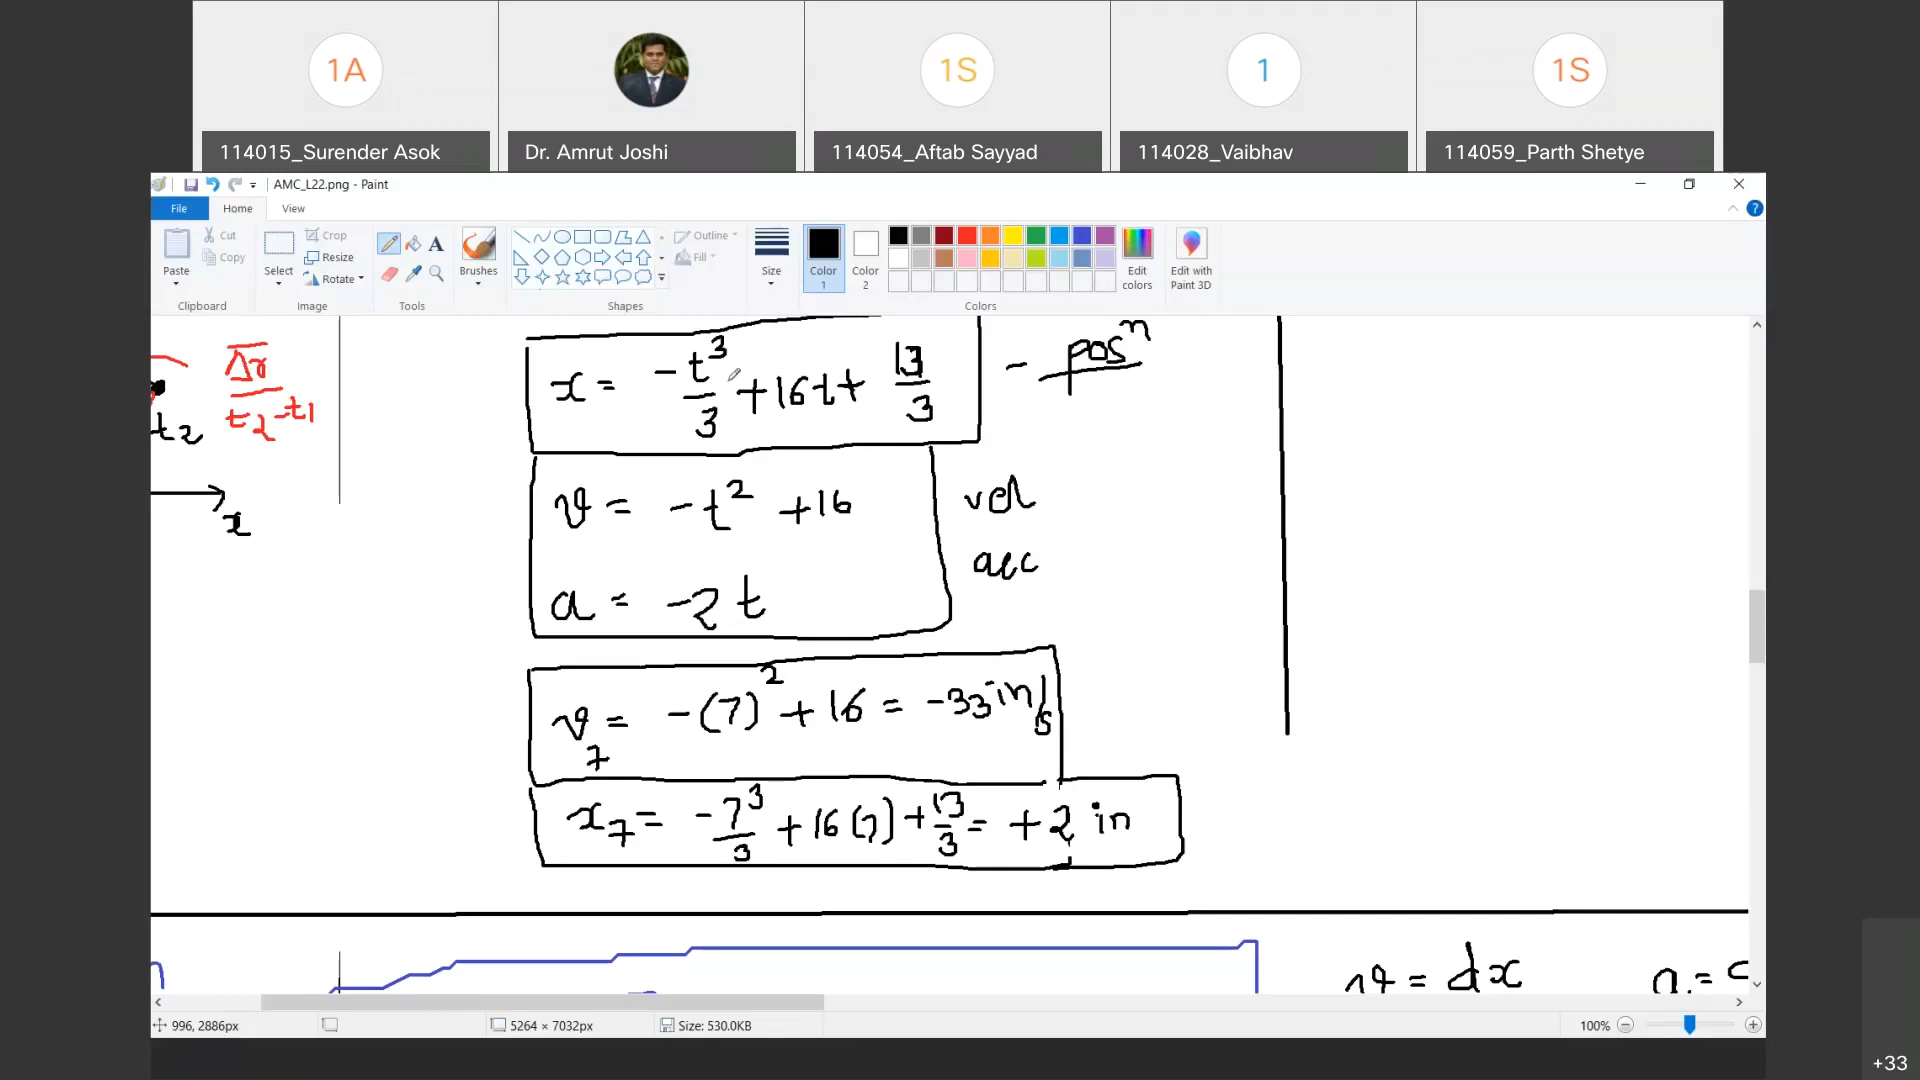 1A
1S
1
1S
114015_Surender Asok
Dr. Amrut Joshi
114054_Aftab Sayyad
114028_Vaibhav
114059_Parth Shetye
AMC_L22.png - Paint
File Home View
Paste
Cut
Copy
Clipboard
Select
Crop
Resize
Rotate
Image
A
Tools
Brushes
Shapes
Outline
Fill
Size
Color 1
Color 2
Colors
Edit colors
Edit with Paint 3D
?
Δr
t2-t1
t2
x
x = -t³/3 + 16t + 13/3 - posⁿ
v = -t² + 16 vel
acc
a = -2t
v7 = -(7)² + 16 = -33 in/s
x7 = -7³/3 + 16(7) + 13/3 = +2 in
v = dx
a =
996, 2886px
5264 × 7032px
Size: 530.0KB
100%
+33